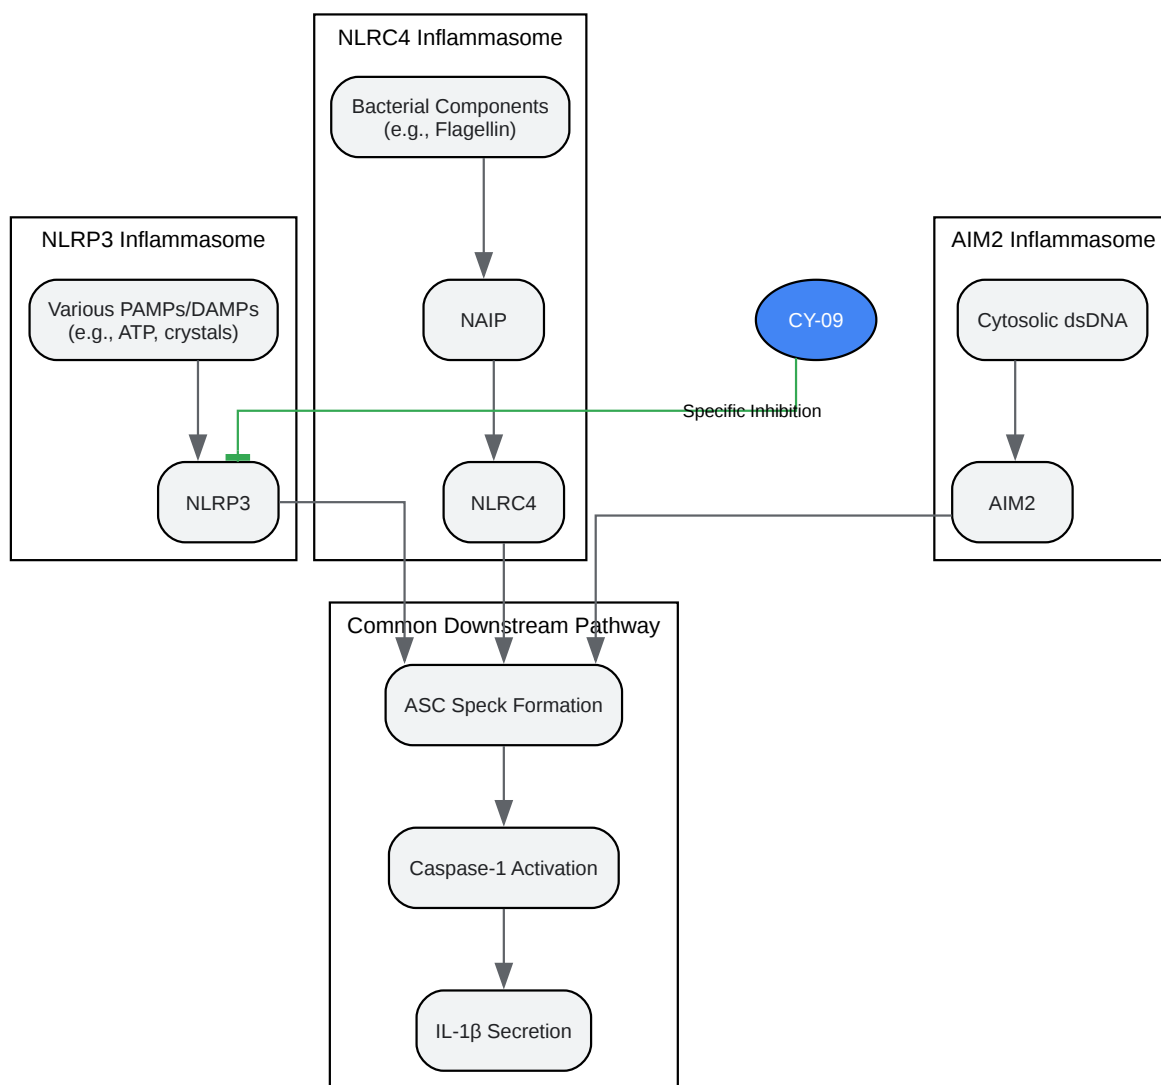 NLRC4 Inflammasome
Bacterial Components
(e.g., Flagellin)
NLRP3 Inflammasome
AIM2 Inflammasome
Various PAMPs/DAMPs
(e.g., ATP, crystals)
NAIP
CY-09
Cytosolic dsDNA
Specific Inhibition
NLRP3
NLRC4
AIM2
Common Downstream Pathway
ASC Speck Formation
Caspase-1 Activation
IL-1β Secretion